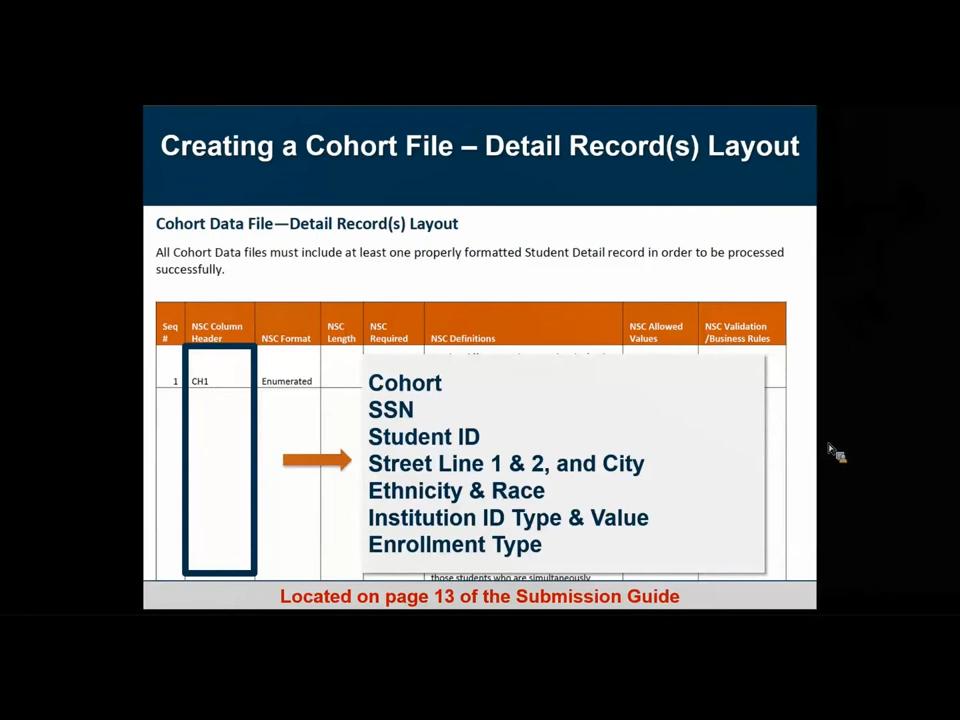 Creating a Cohort File – Detail Record(s) Layout
Cohort Data File—Detail Record(s) Layout
All Cohort Data files must include at least one properly formatted Student Detail record in order to be processed
successfully.
Seq #
NSC Column Header
NSC Format
NSC Length
NSC Required
NSC Definitions
NSC Allowed Values
NSC Validation /Business Rules
1
CH1
Enumerated
Cohort
SSN
Student ID
Street Line 1 & 2, and City
Ethnicity & Race
Institution ID Type & Value
Enrollment Type
those students who are simultaneously
Located on page 13 of the Submission Guide